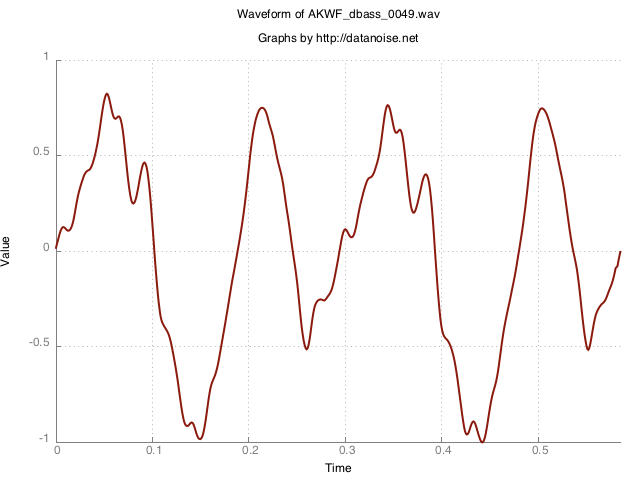 Waveform of AKWF_dbass_0049.wav
Graphs by http://datanoise.net
1
0.5
0
-0.5
-1
Value
0 0.1 0.2 0.3 0.4 0.5
Time